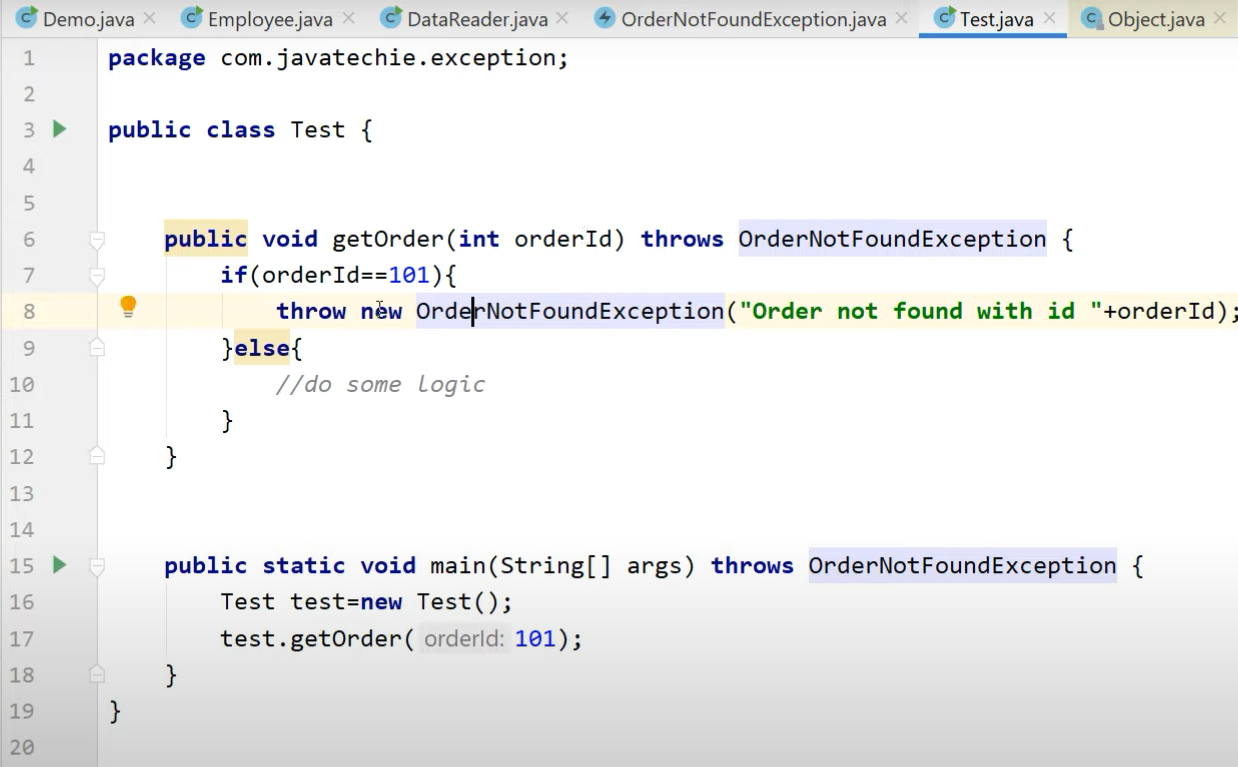 Demo.java Employee.java DataReader.java OrderNotFoundException.java Test.java Object.java
1 package com.javatechie.exception;
2
3 public class Test {
4
5
6 public void getOrder(int orderId) throws OrderNotFoundException {
7 if(orderId==101){
8 throw new OrderNotFoundException("Order not found with id "+orderId);
9 }else{
10 //do some logic
11 }
12 }
13
14
15 public static void main(String[] args) throws OrderNotFoundException {
16 Test test=new Test();
17 test.getOrder( orderId: 101);
18 }
19 }
20